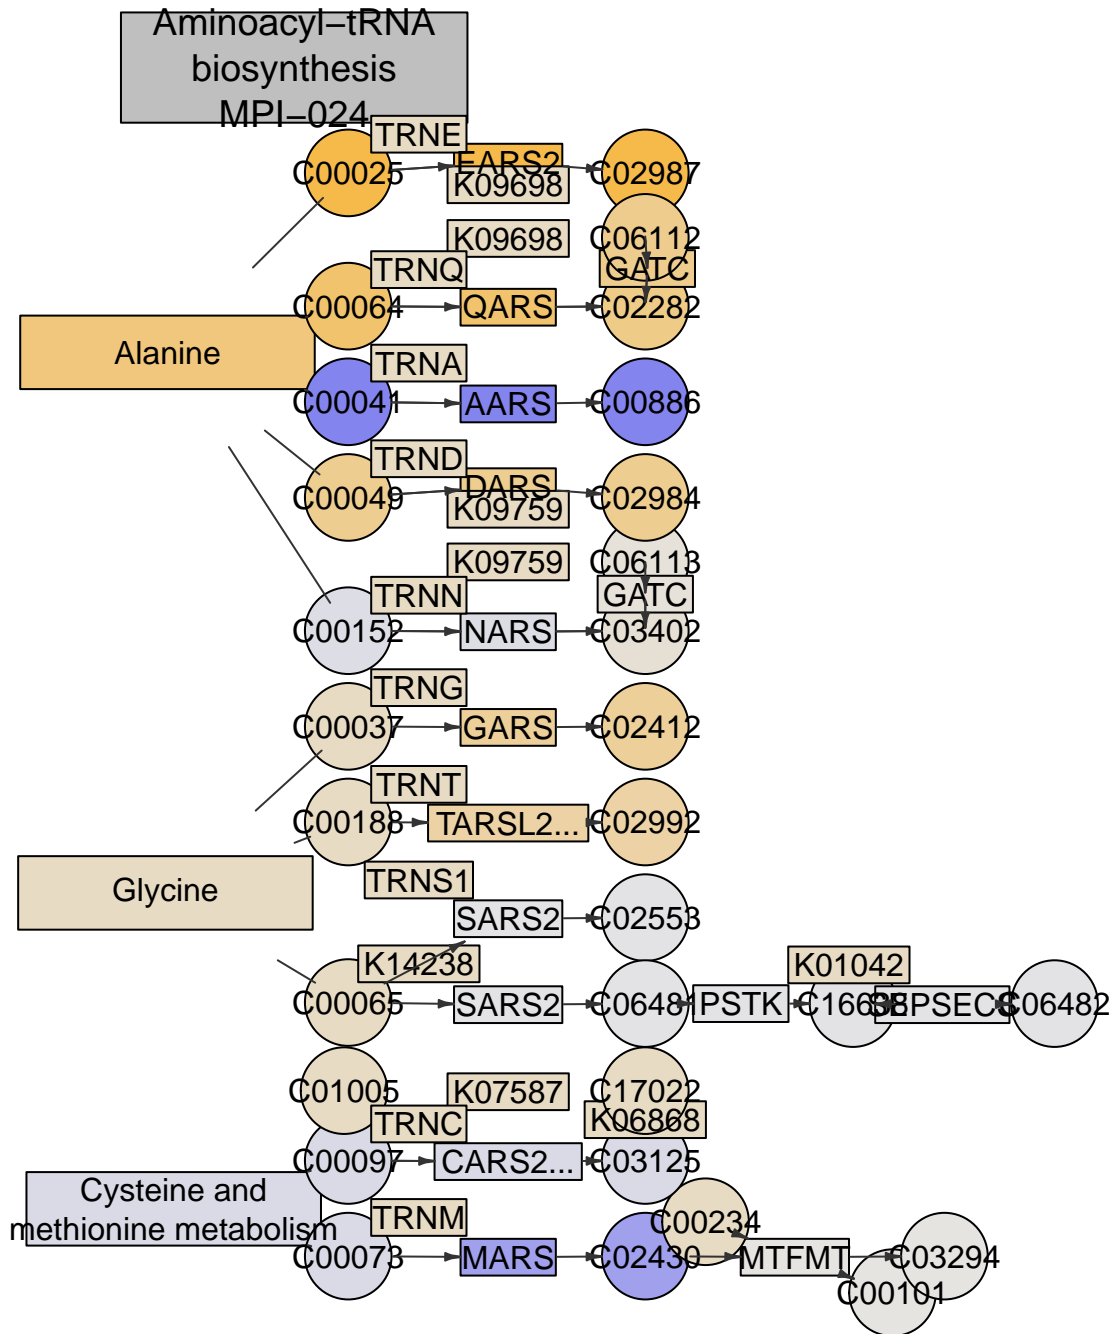 Aminoacyl–tRNA
biosynthesis
MPI–024
TRNE
C00025
EARS2
K09698
C02987
K09698
C06112
TRNQ
GATC
C00064
QARS
C02282
Alanine
TRNA
C00041
AARS
C00886
TRND
C00049
DARS
K09759
C02984
K09759
C06113
TRNN
GATC
C00152
NARS
C03402
TRNG
C00037
GARS
C02412
TRNT
C00188
TARSL2...
C02992
Glycine
TRNS1
SARS2
C02553
K14238
K01042
C00065
SARS2
C06481
PSTK
SEPSECS
C06482
C01005
K07587
C17022
TRNC
K06868
C00097
CARS2...
C03125
Cysteine and
methionine metabolism
TRNM
C00234
C00073
MARS
C02430
MTFMT
C03294
C00101